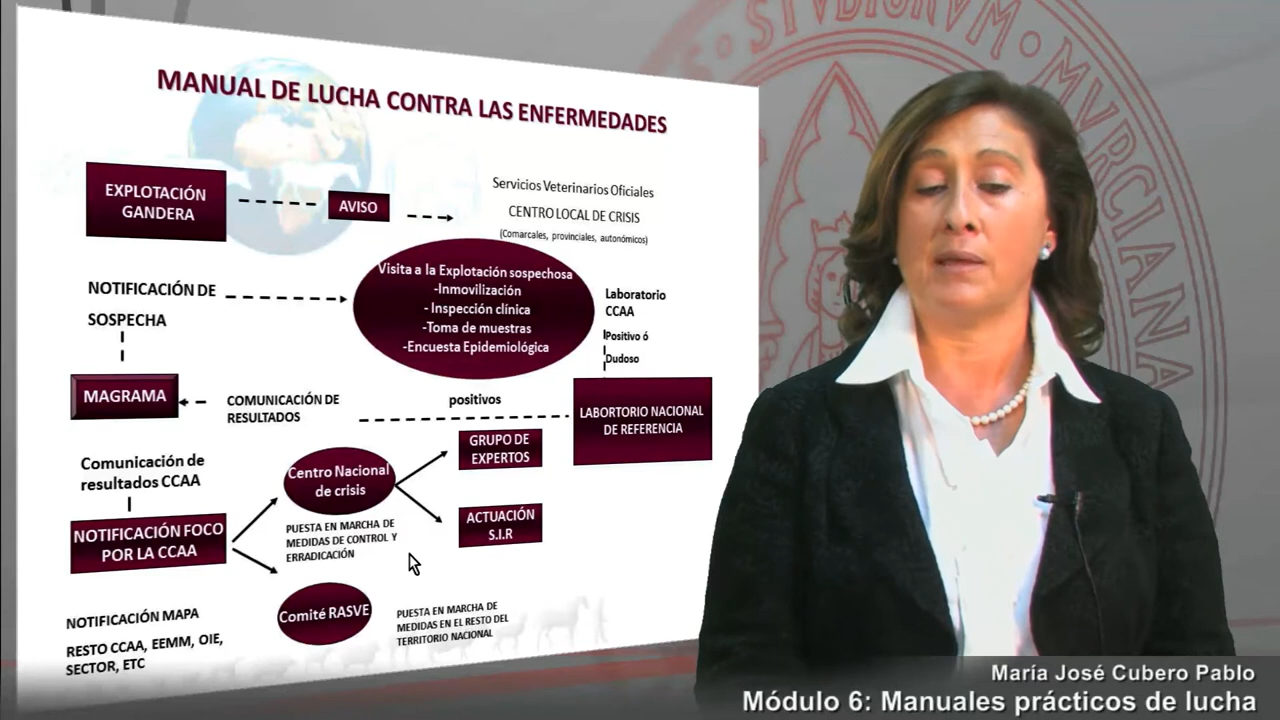 STVDIORVM MVRCIANA
MANUAL DE LUCHA CONTRA LAS ENFERMEDADES
EXPLOTACIÓN
GANDERA
AVISO
Servicios Veterinarios Oficiales
CENTRO LOCAL DE CRISIS
(Comarcales, provinciales, autonómicos)
NOTIFICACIÓN DE
SOSPECHA
Visita a la Explotación sospechosa
-Inmovilización
- Inspección clínica
-Toma de muestras
-Encuesta Epidemiológica
Laboratorio
CCAA
Positivo ó
Dudoso
MAGRAMA
COMUNICACIÓN DE
RESULTADOS
positivos
LABORTORIO NACIONAL
DE REFERENCIA
Comunicación de
resultados CCAA
NOTIFICACIÓN FOCO
POR LA CCAA
Centro Nacional
de crisis
GRUPO DE
EXPERTOS
ACTUACIÓN
S.I.R
PUESTA EN MARCHA DE
MEDIDAS DE CONTROL Y
ERRADICACIÓN
NOTIFICACIÓN MAPA
RESTO CCAA, EEMM, OIE,
SECTOR, ETC
Comité RASVE
PUESTA EN MARCHA DE
MEDIDAS EN EL RESTO DEL
TERRITORIO NACIONAL
María José Cubero Pablo
Módulo 6: Manuales prácticos de lucha